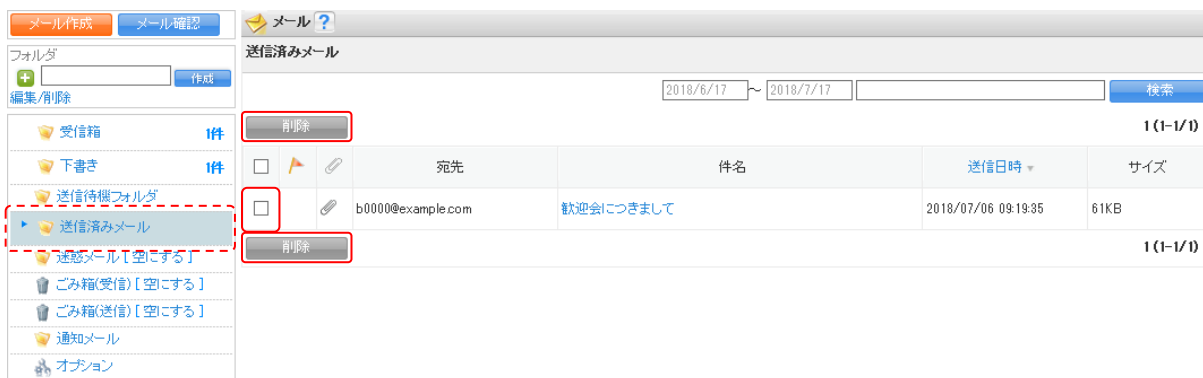 メール作成 メール確認
フォルダ
作成
編集/削除
受信箱 1件
下書き 1件
送信待機フォルダ
送信済みメール
迷惑メール [ 空にする ]
ごみ箱(受信) [ 空にする ]
ごみ箱(送信) [ 空にする ]
通知メール
オプション
メール ?
送信済みメール
2018/6/17 ～ 2018/7/17 検索
削除 1 (1-1/1)
宛先 件名 送信日時 サイズ
b0000@example.com 歓迎会につきまして 2018/07/06 09:19:35 61KB
削除 1 (1-1/1)